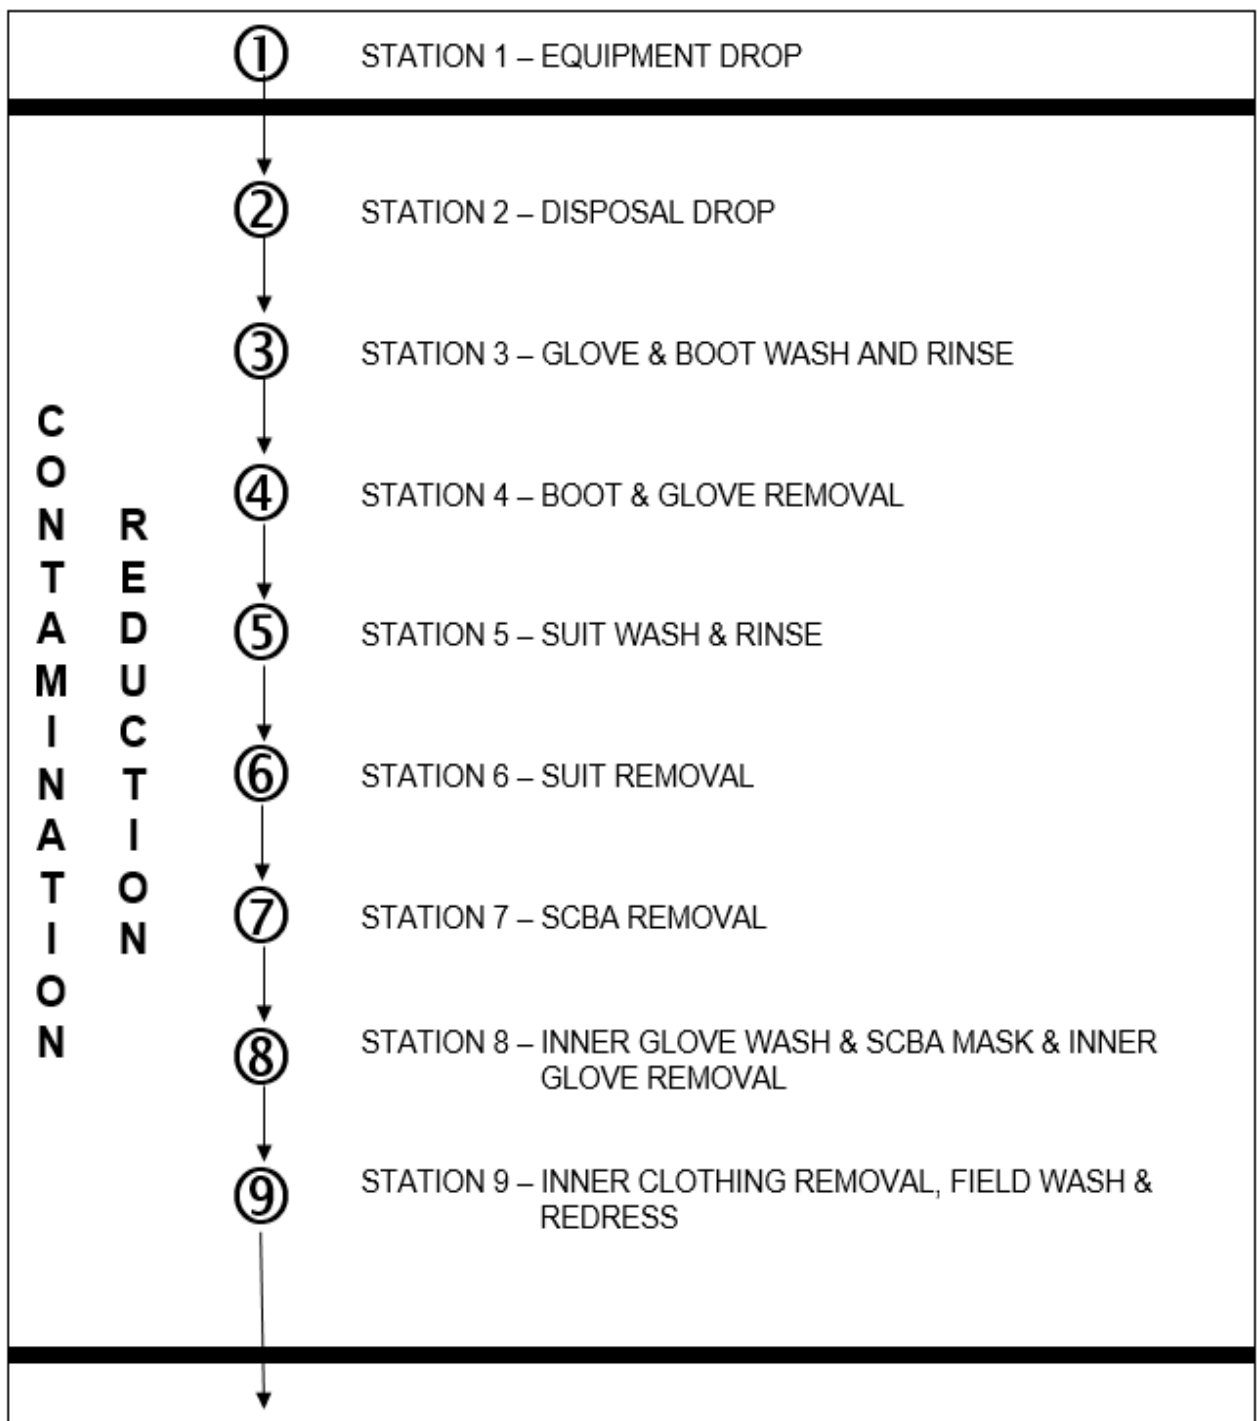 1 STATION 1 – EQUIPMENT DROP
2 STATION 2 – DISPOSAL DROP
3 STATION 3 – GLOVE & BOOT WASH AND RINSE
4 STATION 4 – BOOT & GLOVE REMOVAL
5 STATION 5 – SUIT WASH & RINSE
6 STATION 6 – SUIT REMOVAL
7 STATION 7 – SCBA REMOVAL
8 STATION 8 – INNER GLOVE WASH & SCBA MASK & INNER
GLOVE REMOVAL
9 STATION 9 – INNER CLOTHING REMOVAL, FIELD WASH &
REDRESS
CONTAMINATION
REDUCTION